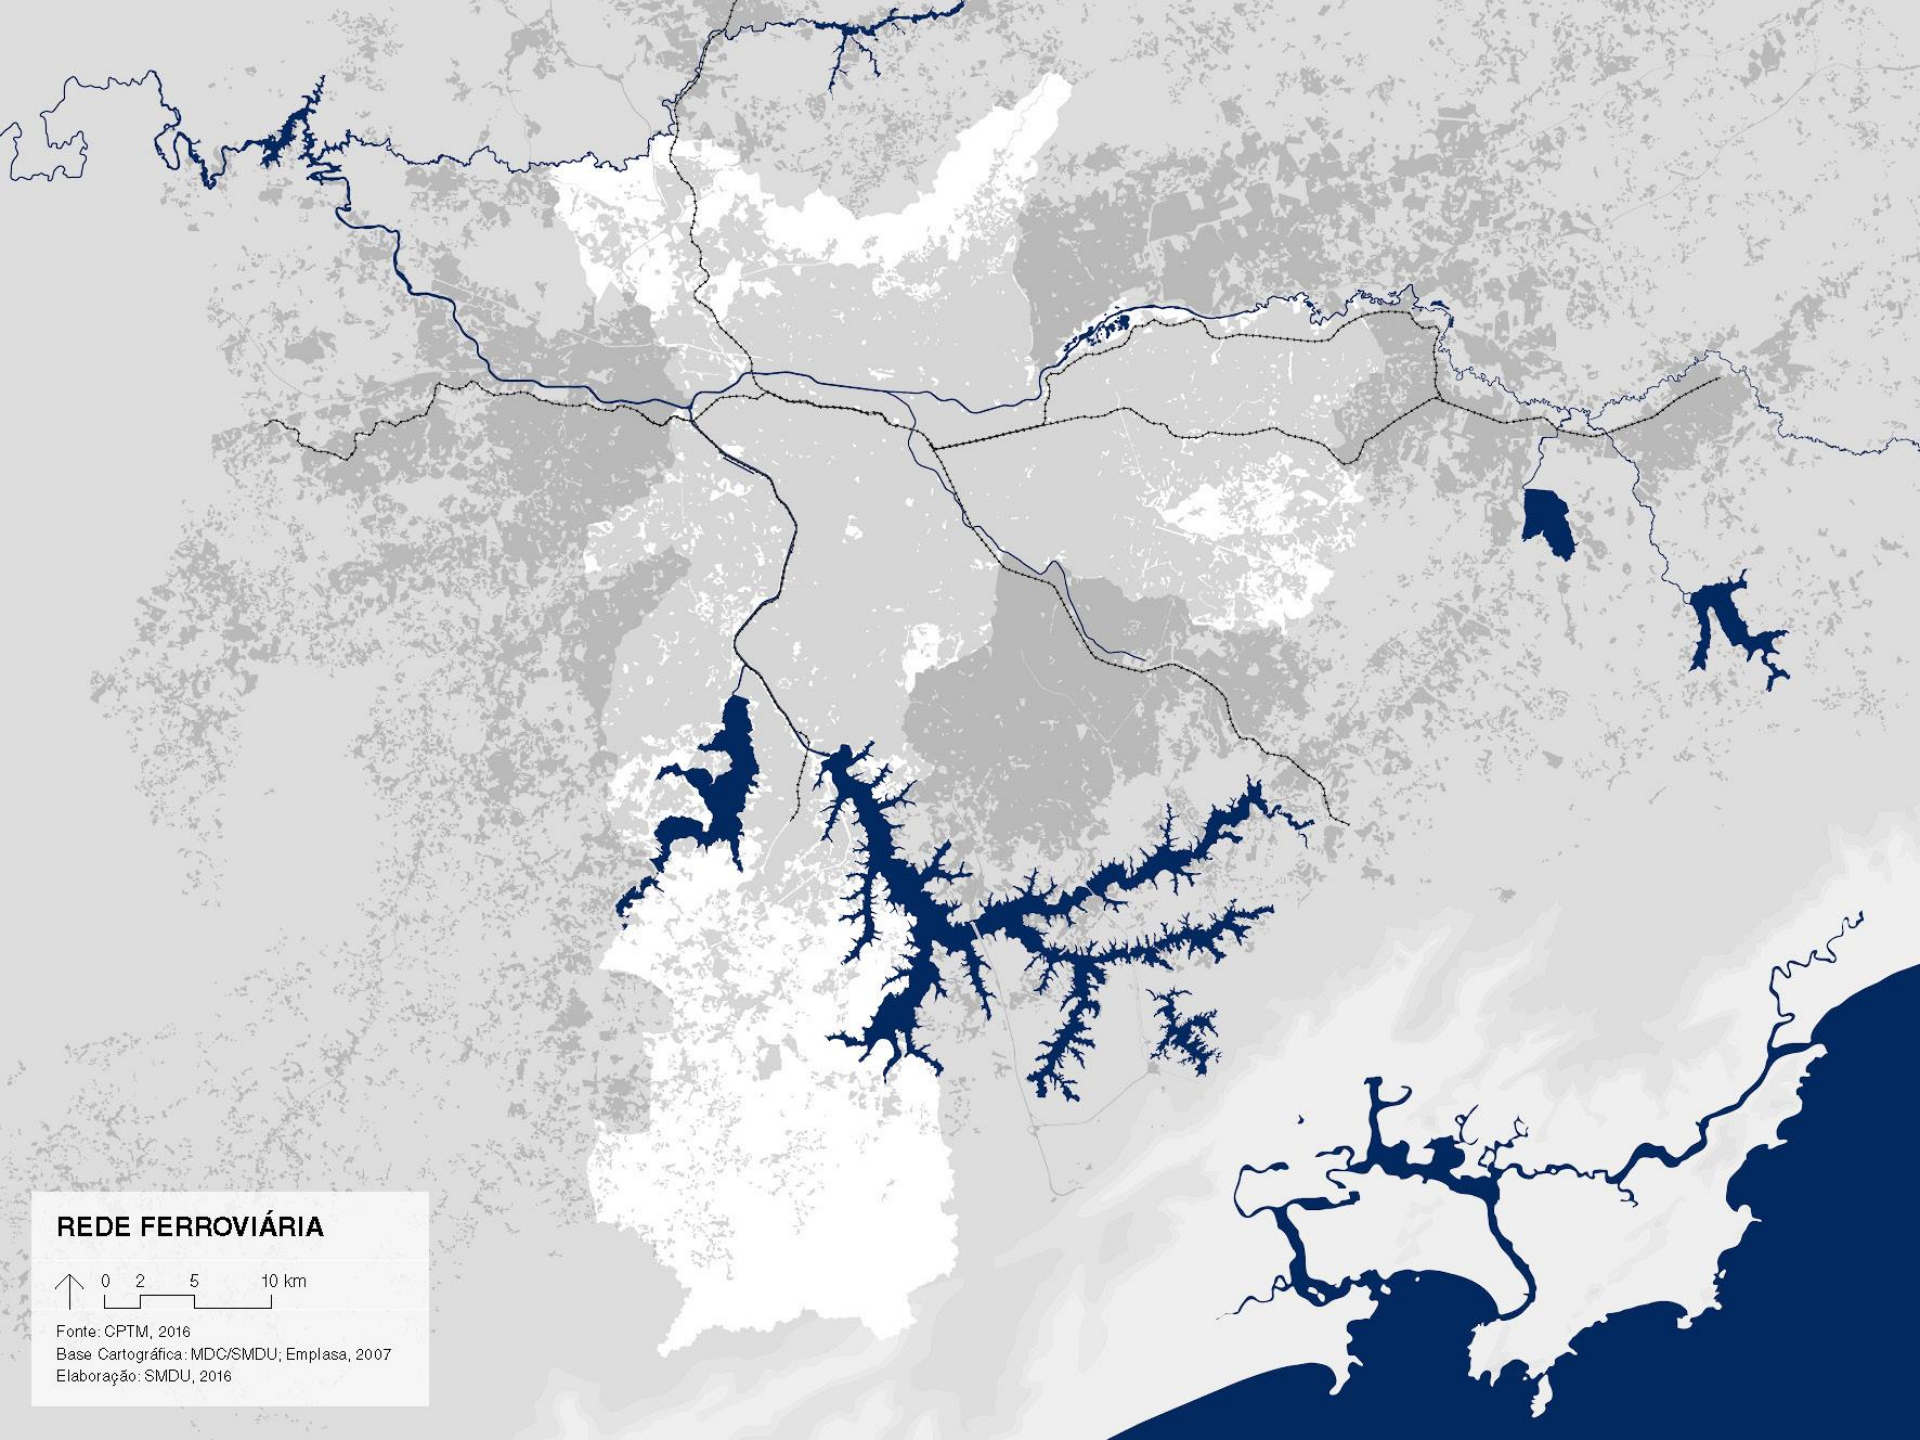 REDE FERROVIÁRIA
0 2 5 10 km
Fonte: CPTM, 2016
Base Cartográfica: MDC/SMDU; Emplasa, 2007
Elaboração: SMDU, 2016